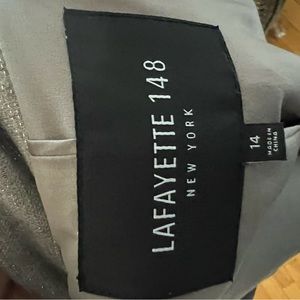 LAFAYETTE 148
NEW YORK
14
MADE IN
CHINA